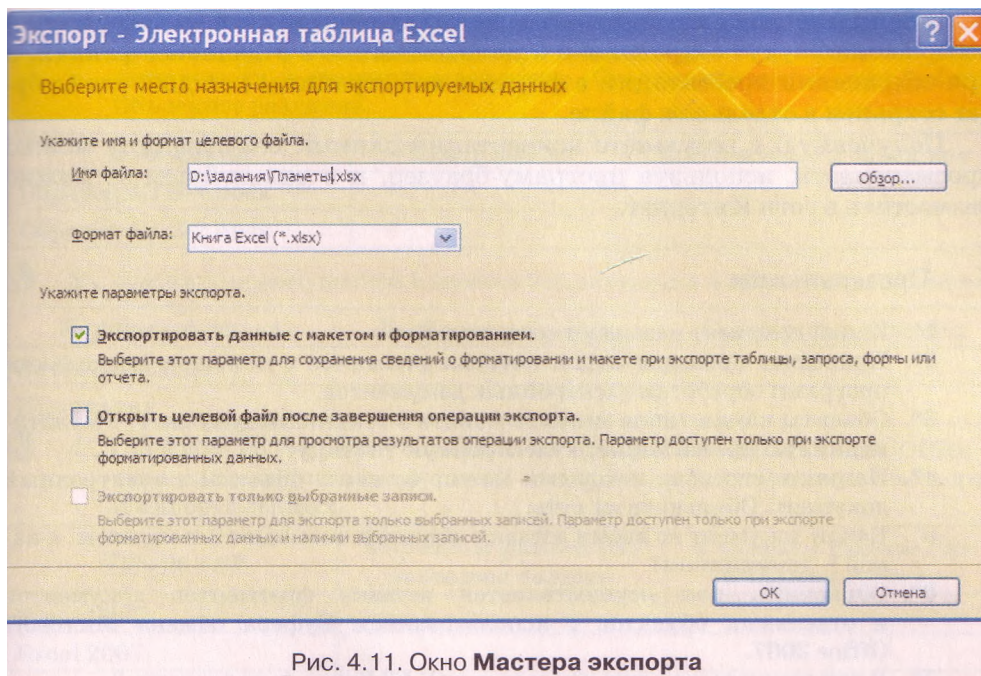 Экспорт - Электронная таблица Excel
Выберите место назначения для экспортируемых данных
Укажите имя и формат целевого файла.
Имя файла:
D:\задания\Планеты.xlsx
Обзор...
Формат файла:
Книга Excel (*.xlsx)
Укажите параметры экспорта.
Экспортировать данные с макетом и форматированием.
Выберите этот параметр для сохранения сведений о форматировании и макете при экспорте таблицы, запроса, формы или
отчета.
Открыть целевой файл после завершения операции экспорта.
Выберите этот параметр для просмотра результатов операции экспорта. Параметр доступен только при экспорте
форматированных данных.
Экспортировать только выбранные записи.
Выберите этот параметр для экспорта только выбранных записей. Параметр доступен только при экспорте
форматированных данных и наличии выбранных записей.
OK
Отмена
Рис. 4.11. Окно Мастера экспорта